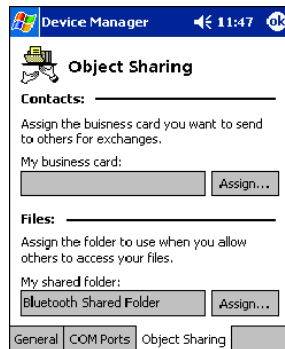 Device Manager 11:47 ok
Object Sharing
Contacts:
Assign the buisness card you want to send
to others for exchanges.
My business card:
Assign...
Files:
Assign the folder to use when you allow
others to access your files.
My shared folder:
Bluetooth Shared Folder Assign...
General COM Ports Object Sharing